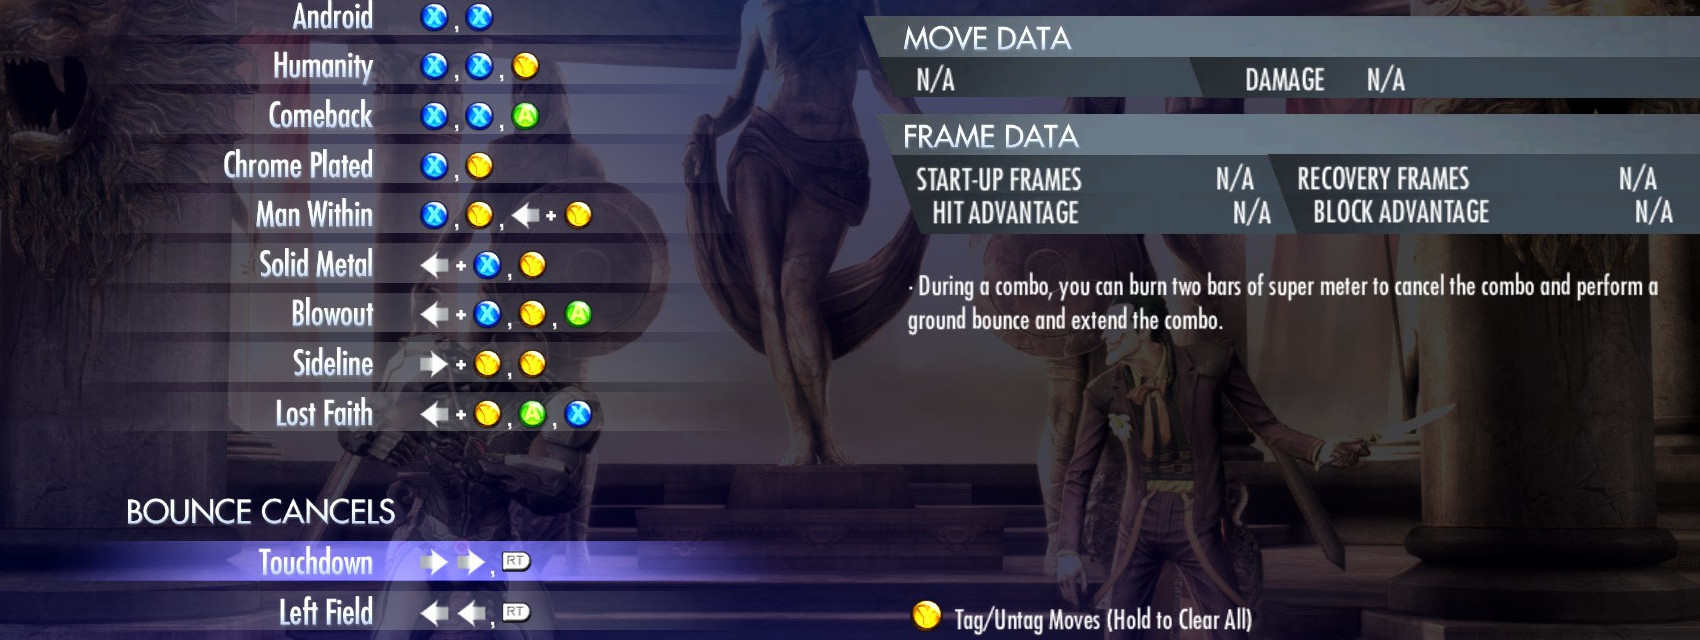 Android X , X
Humanity X , X , Y
Comeback X , X , A
Chrome Plated X , Y
Man Within X , Y , + Y
Solid Metal + X , Y
Blowout + X , Y , A
Sideline + Y , Y
Lost Faith + Y , A , X
BOUNCE CANCELS
Touchdown , RT
Left Field , RT
MOVE DATA
N/A DAMAGE N/A
FRAME DATA
START-UP FRAMES N/A RECOVERY FRAMES N/A
HIT ADVANTAGE N/A BLOCK ADVANTAGE N/A
· During a combo, you can burn two bars of super meter to cancel the combo and perform a
ground bounce and extend the combo.
Y Tag/Untag Moves (Hold to Clear All)